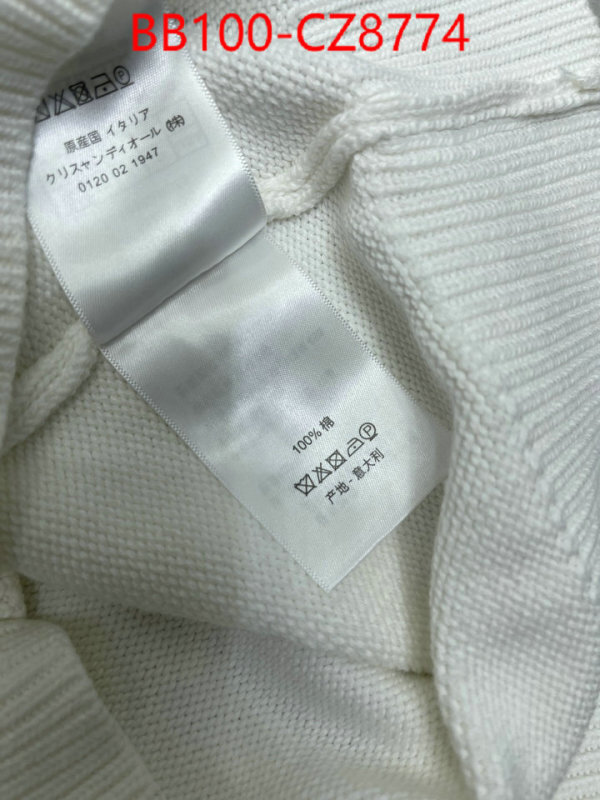 BB100-CZ8774
原産国 イタリア
クリスチャンディオール ㈱
0120 02 1947
100% 棉
产地 - 意大利